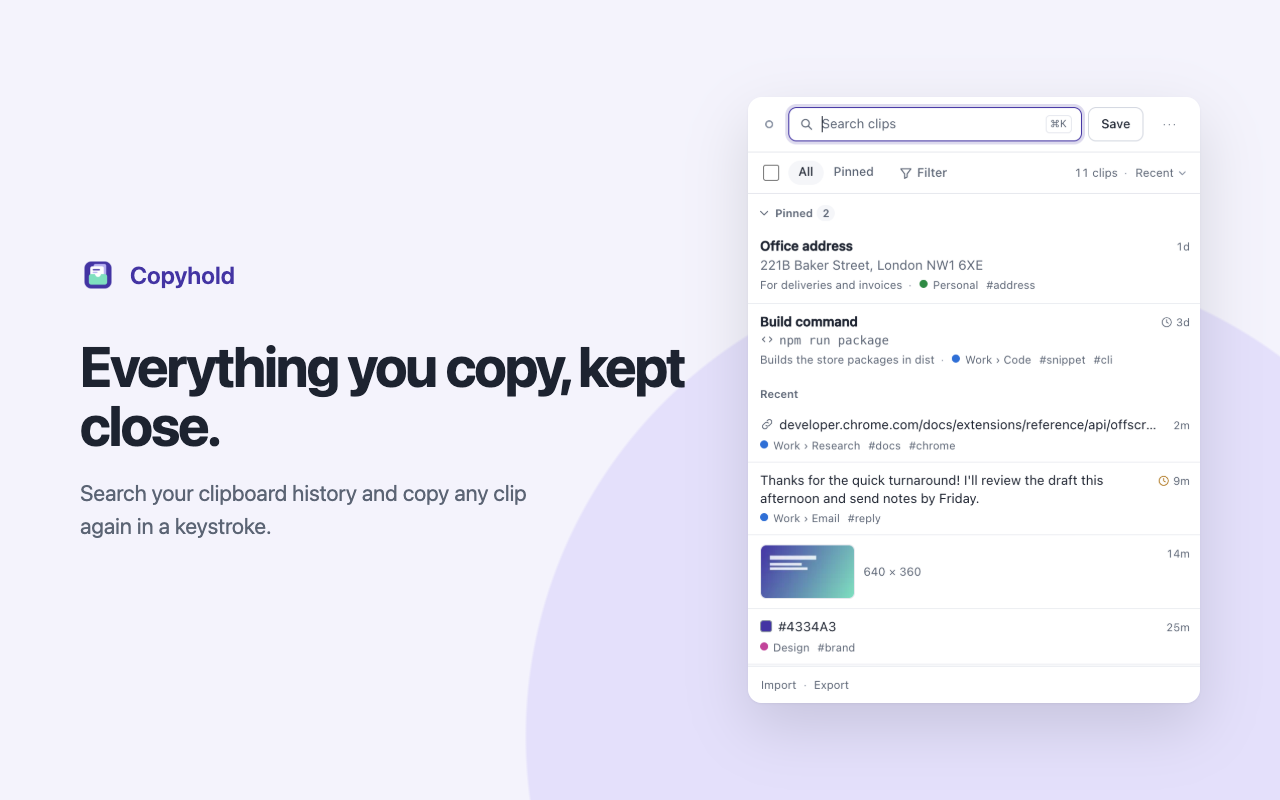 Copyhold
Everything you copy, kept
close.
Search your clipboard history and copy any clip
again in a keystroke.
Search clips ⌘K Save ···
All Pinned Filter 11 clips · Recent
Pinned 2
Office address 1d
221B Baker Street, London NW1 6XE
For deliveries and invoices · Personal #address
Build command 3d
npm run package
Builds the store packages in dist · Work › Code #snippet #cli
Recent
developer.chrome.com/docs/extensions/reference/api/offscr... 2m
Work › Research #docs #chrome
Thanks for the quick turnaround! I'll review the draft this 9m
afternoon and send notes by Friday.
Work › Email #reply
14m
640 × 360
#4334A3 25m
Design #brand
Import · Export